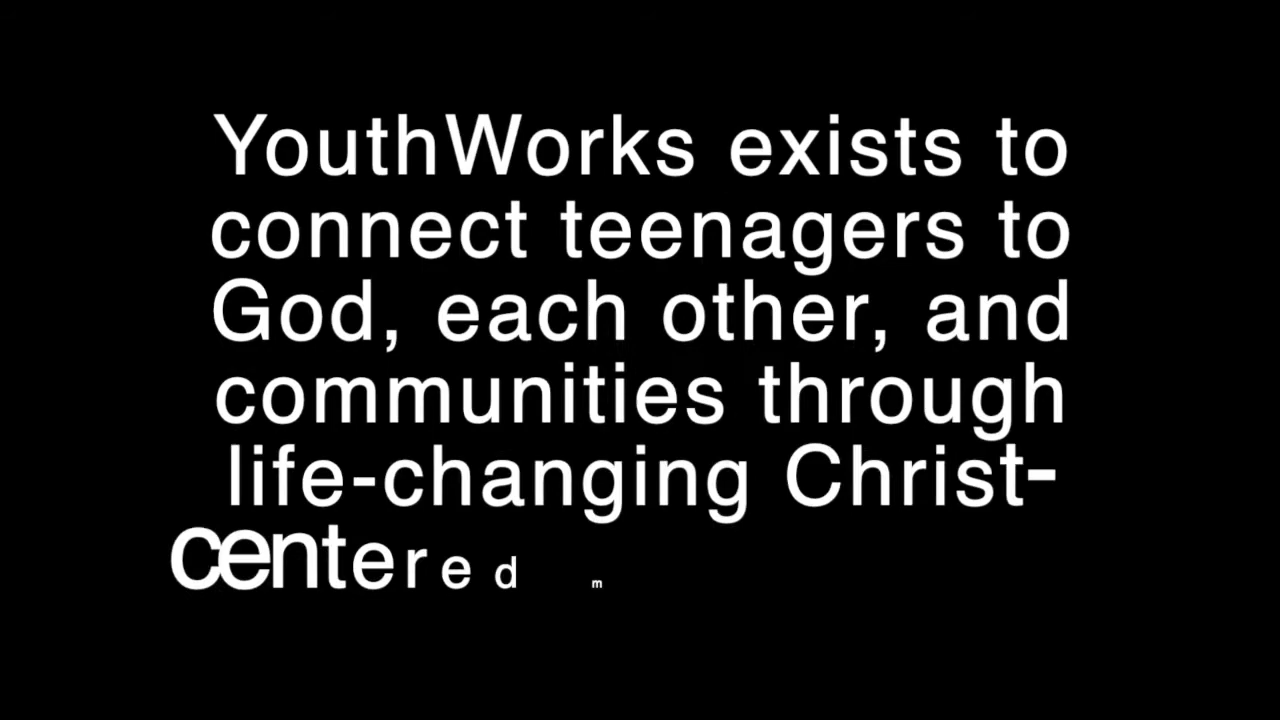 YouthWorks exists to
connect teenagers to
God, each other, and
communities through
life-changing Christ-
centered m